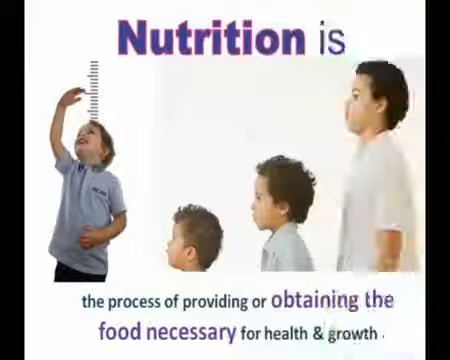 Nutrition is
the process of providing or obtaining the
food necessary for health & growth .